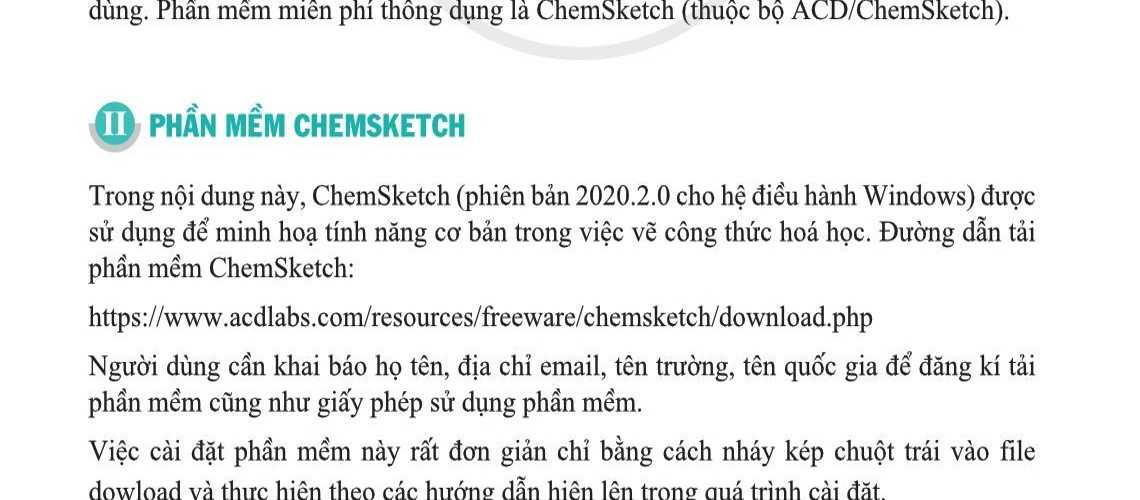 dùng. Phần mềm miễn phí thông dụng là ChemSketch (thuộc bộ ACD/ChemSketch).
II PHẦN MỀM CHEMSKETCH
Trong nội dung này, ChemSketch (phiên bản 2020.2.0 cho hệ điều hành Windows) được
sử dụng để minh hoạ tính năng cơ bản trong việc vẽ công thức hoá học. Đường dẫn tải
phần mềm ChemSketch:
https://www.acdlabs.com/resources/freeware/chemsketch/download.php
Người dùng cần khai báo họ tên, địa chỉ email, tên trường, tên quốc gia để đăng kí tải
phần mềm cũng như giấy phép sử dụng phần mềm.
Việc cài đặt phần mềm này rất đơn giản chỉ bằng cách nháy kép chuột trái vào file
dowload và thực hiện theo các hướng dẫn hiện lên trong quá trình cài đặt.